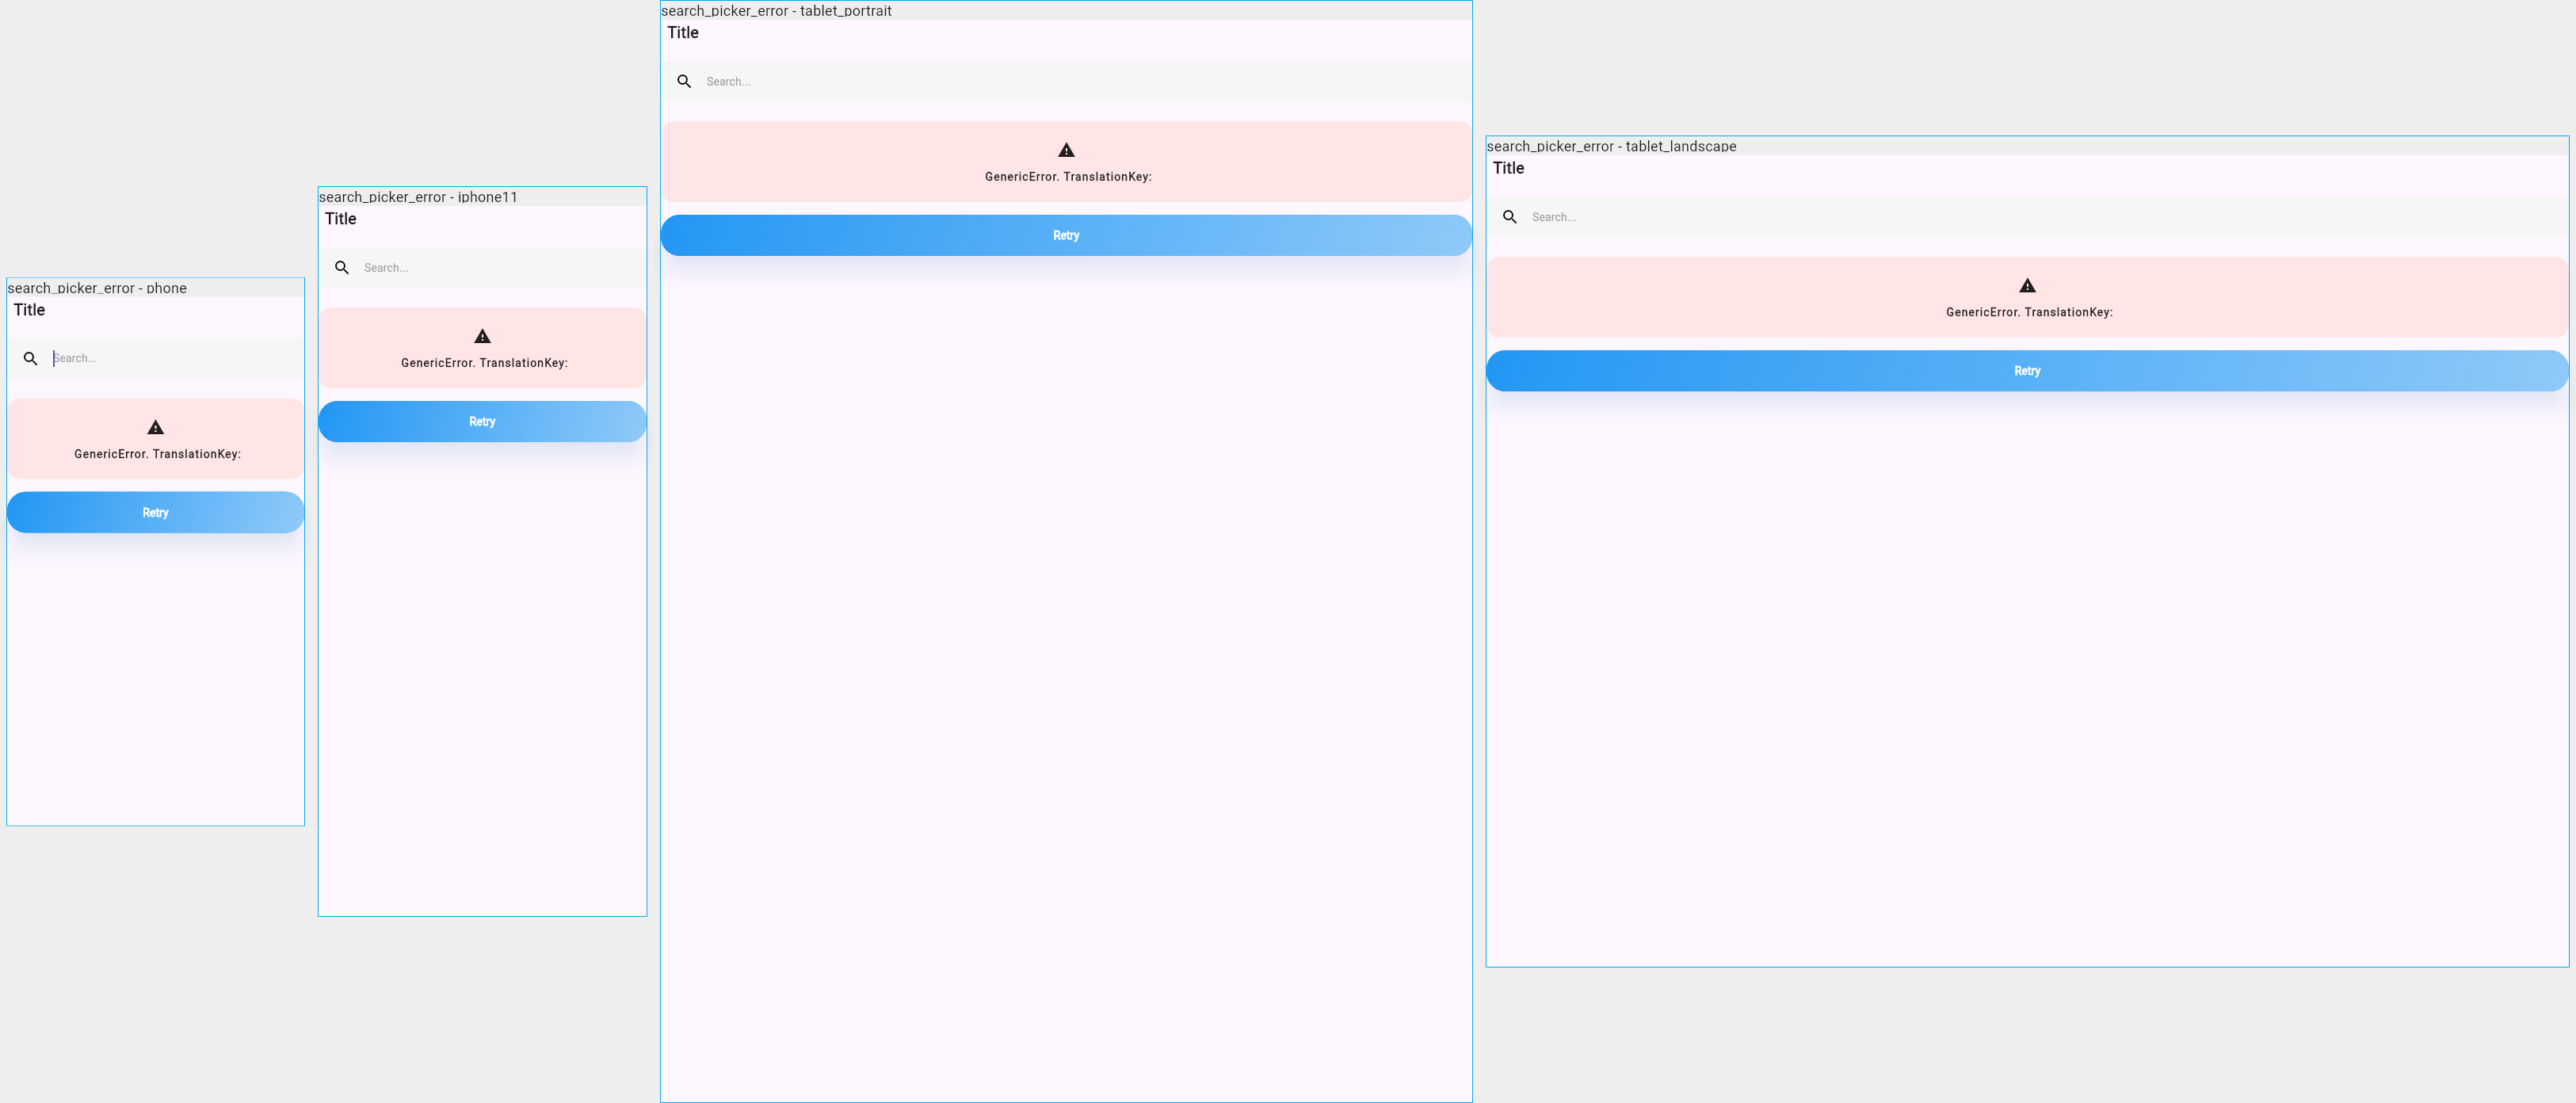 search_picker_error - phone
Title
Search...
GenericError. TranslationKey:
Retry
search_picker_error - iphone11
Title
Search...
GenericError. TranslationKey:
Retry
search_picker_error - tablet_portrait
Title
Search...
GenericError. TranslationKey:
Retry
search_picker_error - tablet_landscape
Title
Search...
GenericError. TranslationKey:
Retry